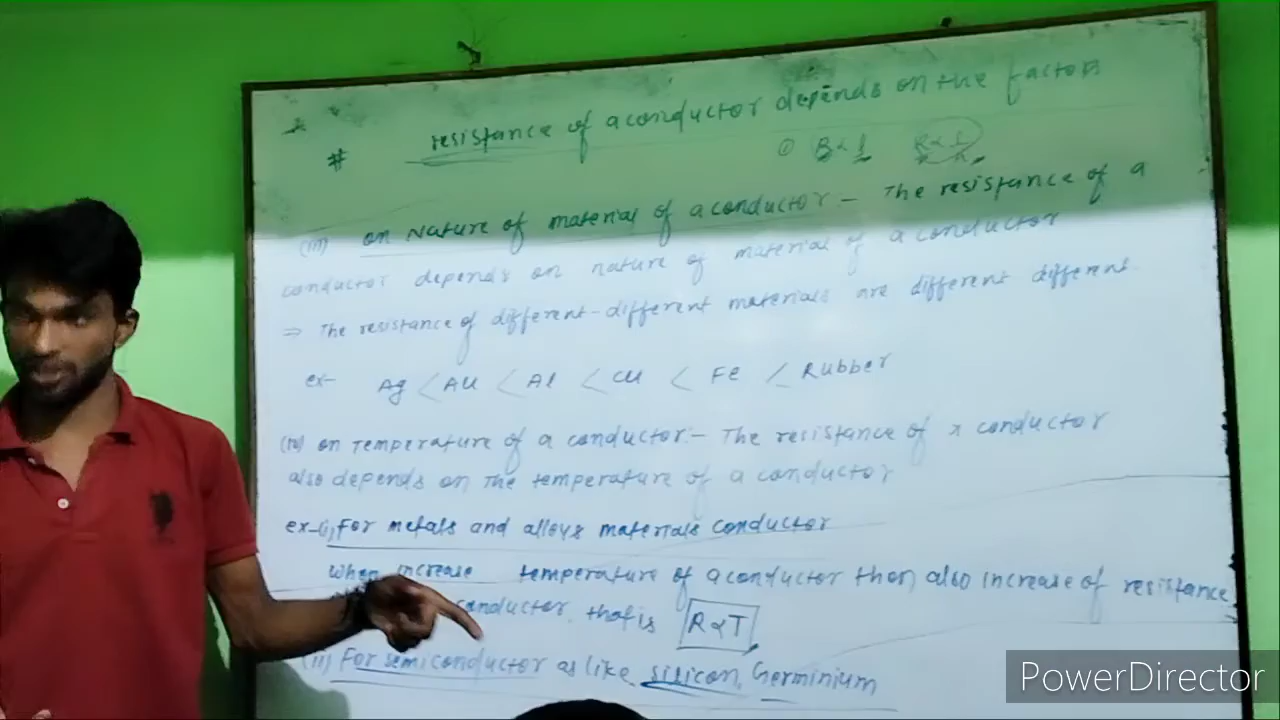 # resistance of a conductor depends on the factors
① R ∝ l R ∝ 1/A
(iii) on Nature of material of a conductor - The resistance of a
conductor depends on nature of material of a conductor
⇒ The resistance of different-different materials are different different.
ex- Ag < Au < Al < Cu < Fe < Rubber
(iv) on Temperature of a conductor:- The resistance of x conductor
also depends on the temperature of a conductor
ex-(i) For metals and alloys materials conductor
When increase temperature of a conductor then also increase of resistance
conductor. that is R ∝ T
(ii) For semiconductor as like silicon, Germinium
PowerDirector